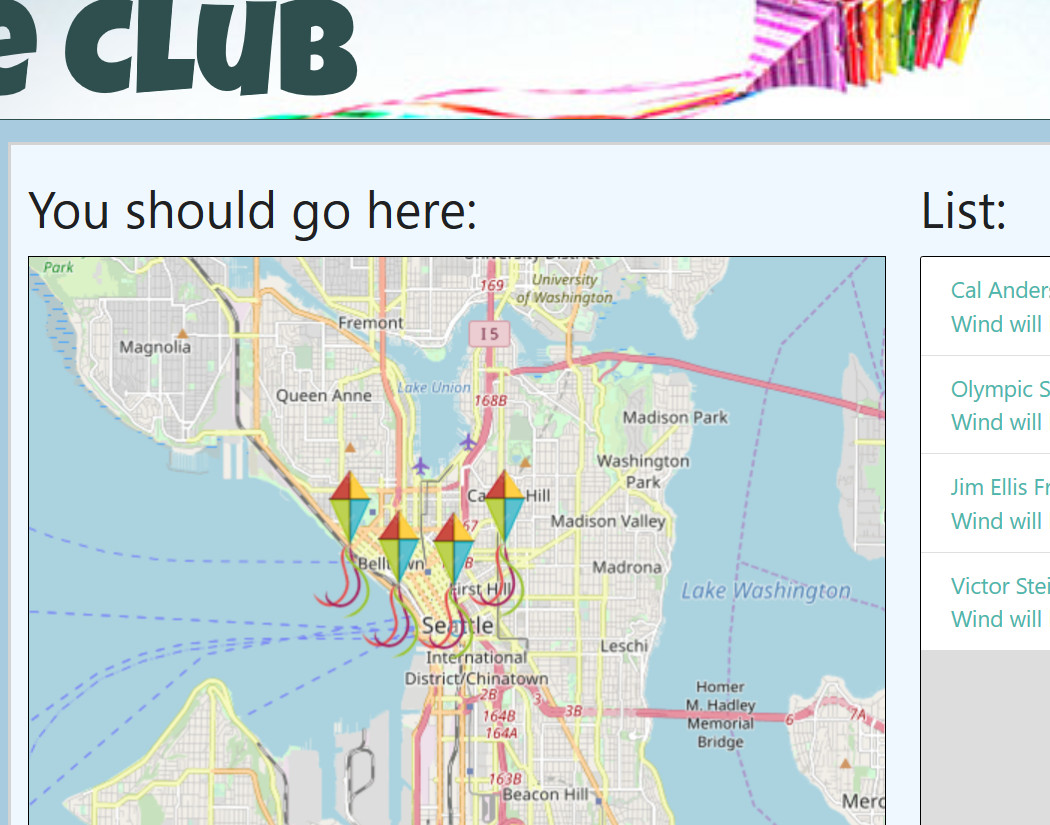 e CLUB
You should go here:
List:
Park
University District
169
University
of Washington
I 5
Fremont
Magnolia
Queen Anne
Lake Union
168B
Madison Park
Washington
Park
Hill
67
Madison Valley
B
Madrona
First Hill
Lake Washington
Seattle
Leschi
International
District/Chinatown
Homer
M. Hadley
Memorial
Bridge
2B
3
3B
6
7A
164B
164A
163B
Beacon Hill
Merc
Cal Anders
Wind will
Olympic S
Wind will
Jim Ellis Fr
Wind will
Victor Stei
Wind will